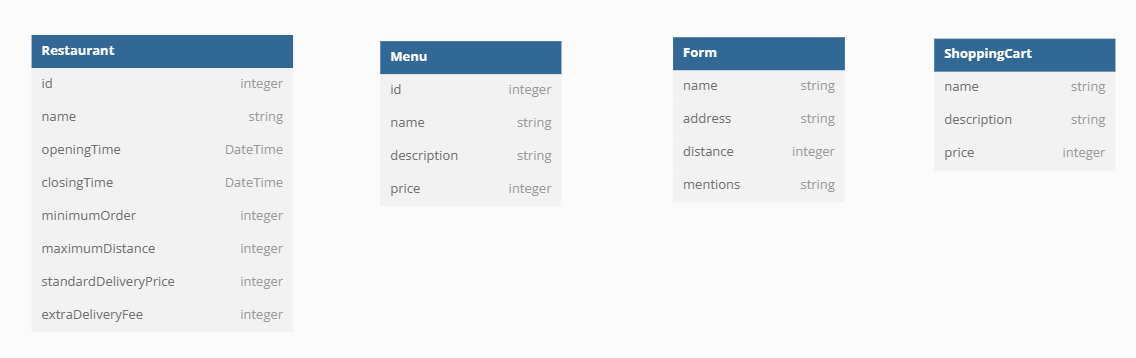 Restaurant
id integer
name string
openingTime DateTime
closingTime DateTime
minimumOrder integer
maximumDistance integer
standardDeliveryPrice integer
extraDeliveryFee integer
Menu
id integer
name string
description string
price integer
Form
name string
address string
distance integer
mentions string
ShoppingCart
name string
description string
price integer